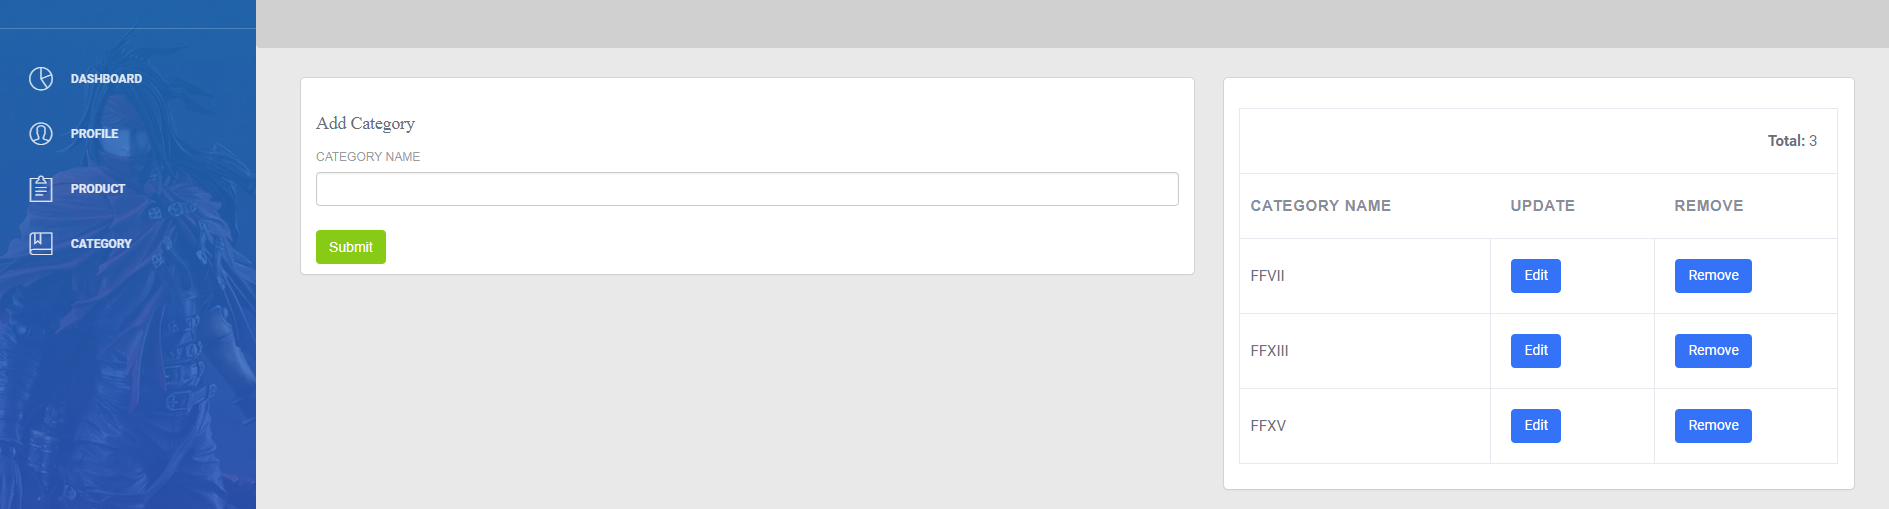 DASHBOARD
PROFILE
PRODUCT
CATEGORY
Add Category
CATEGORY NAME
Submit
Total: 3
CATEGORY NAME UPDATE REMOVE
FFVII Edit Remove
FFXIII Edit Remove
FFXV Edit Remove